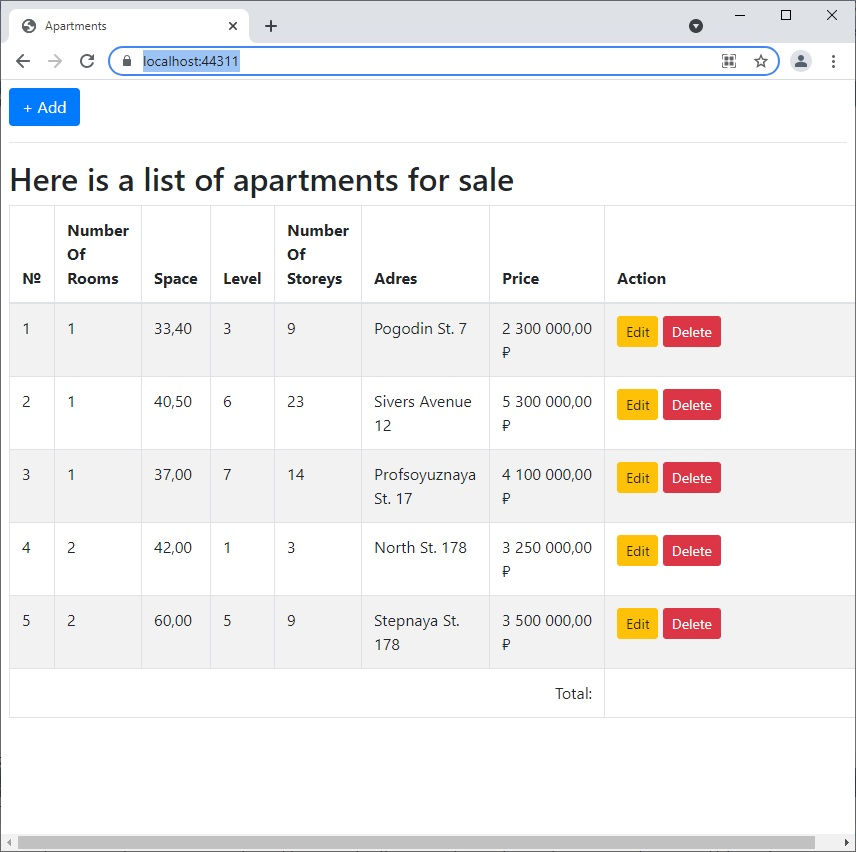 Apartments
localhost:44311
+ Add
Here is a list of apartments for sale
№ Number Of Rooms Space Level Number Of Storeys Adres Price Action
1 1 33,40 3 9 Pogodin St. 7 2 300 000,00 ₽ Edit Delete
2 1 40,50 6 23 Sivers Avenue 12 5 300 000,00 ₽ Edit Delete
3 1 37,00 7 14 Profsoyuznaya St. 17 4 100 000,00 ₽ Edit Delete
4 2 42,00 1 3 North St. 178 3 250 000,00 ₽ Edit Delete
5 2 60,00 5 9 Stepnaya St. 178 3 500 000,00 ₽ Edit Delete
Total: